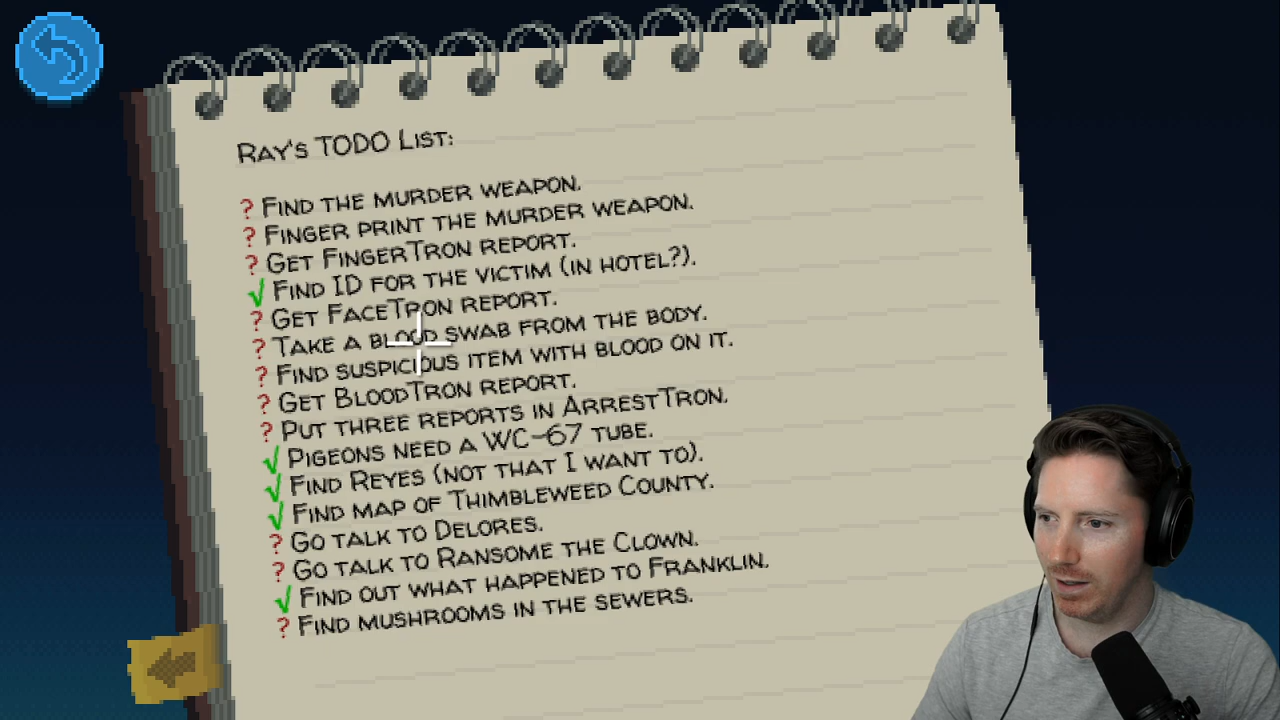 Ray's TODO List:
? Find the murder weapon.
? Finger print the murder weapon.
? Get FingerTron report.
√ Find ID for the victim (in hotel?).
? Get FaceTron report.
? Take a blood swab from the body.
? Find suspicious item with blood on it.
? Get BloodTron report.
? Put three reports in ArrestTron.
√ Pigeons need a WC-67 tube.
√ Find Reyes (not that I want to).
√ Find map of Thimbleweed County.
? Go talk to Delores.
? Go talk to Ransome the Clown.
√ Find out what happened to Franklin.
? Find mushrooms in the sewers.